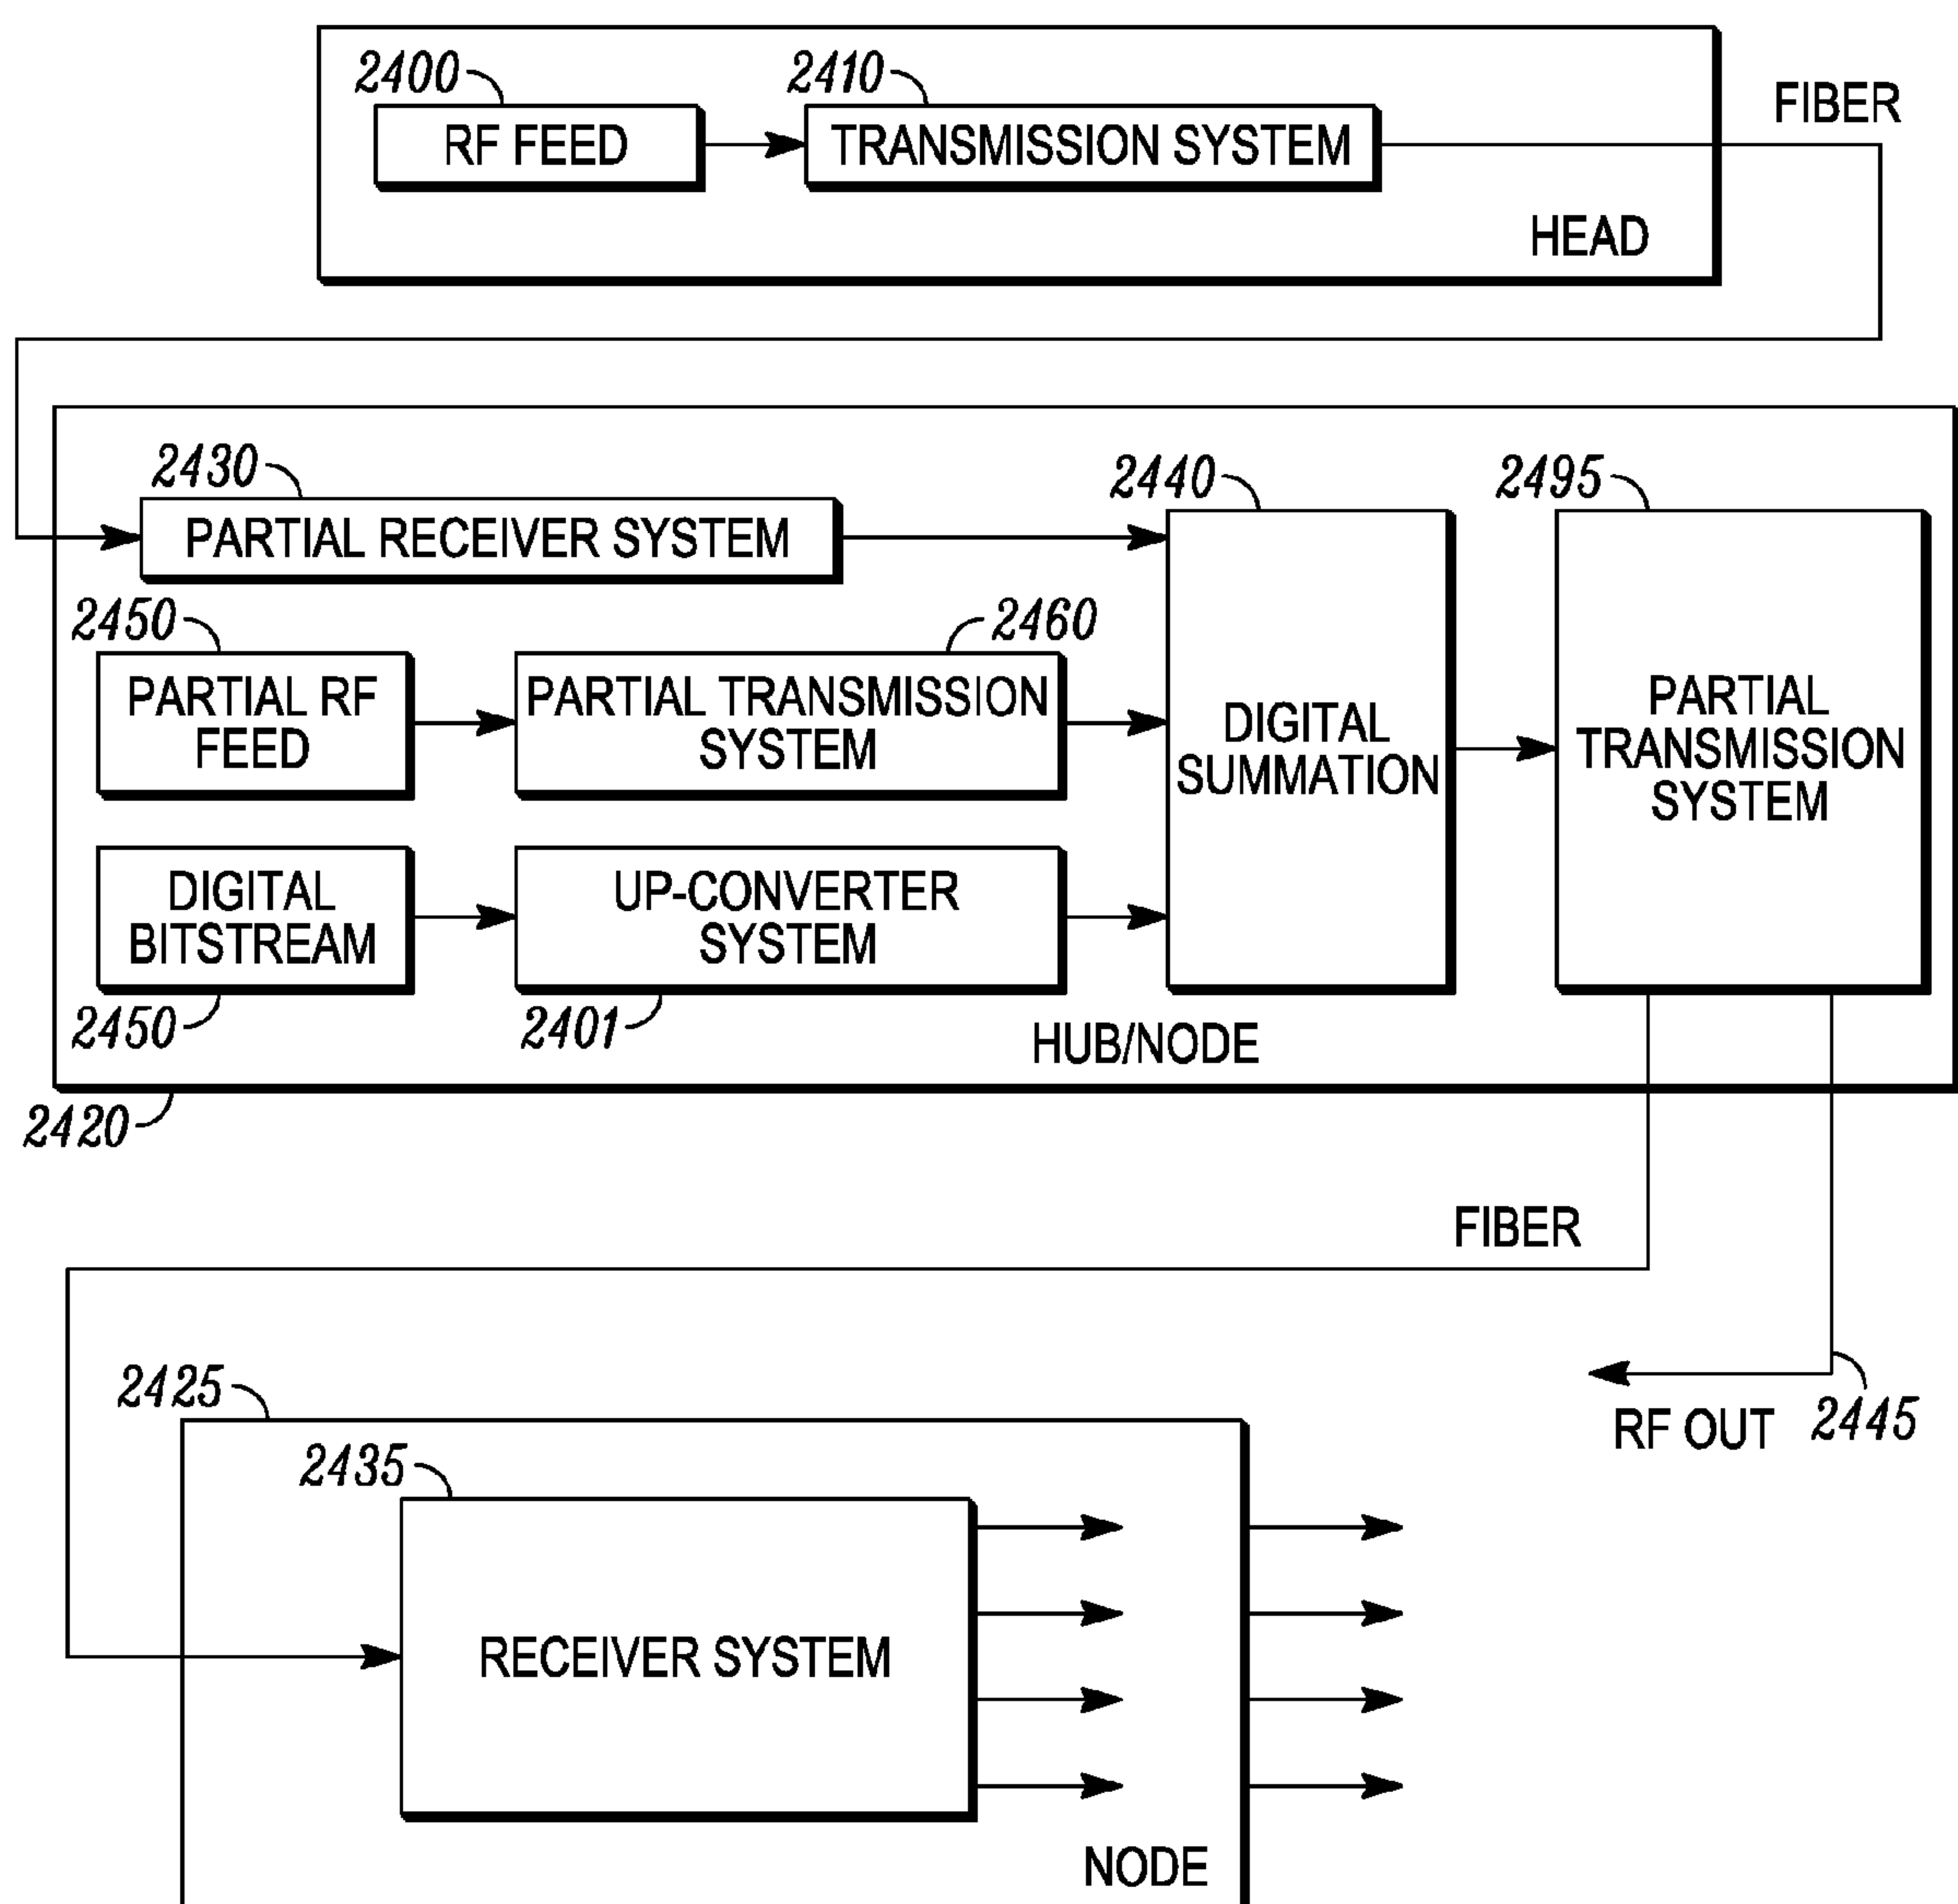 2400
2410
FIBER
RF FEED
TRANSMISSION SYSTEM
HEAD
2430
2440
2495
PARTIAL RECEIVER SYSTEM
2450
2460
PARTIAL RF
FEED
PARTIAL TRANSMISSION
SYSTEM
DIGITAL
SUMMATION
PARTIAL
TRANSMISSION
SYSTEM
DIGITAL
BITSTREAM
UP-CONVERTER
SYSTEM
2450
2401
HUB/NODE
2420
FIBER
2425
RF OUT
2445
2435
RECEIVER SYSTEM
NODE